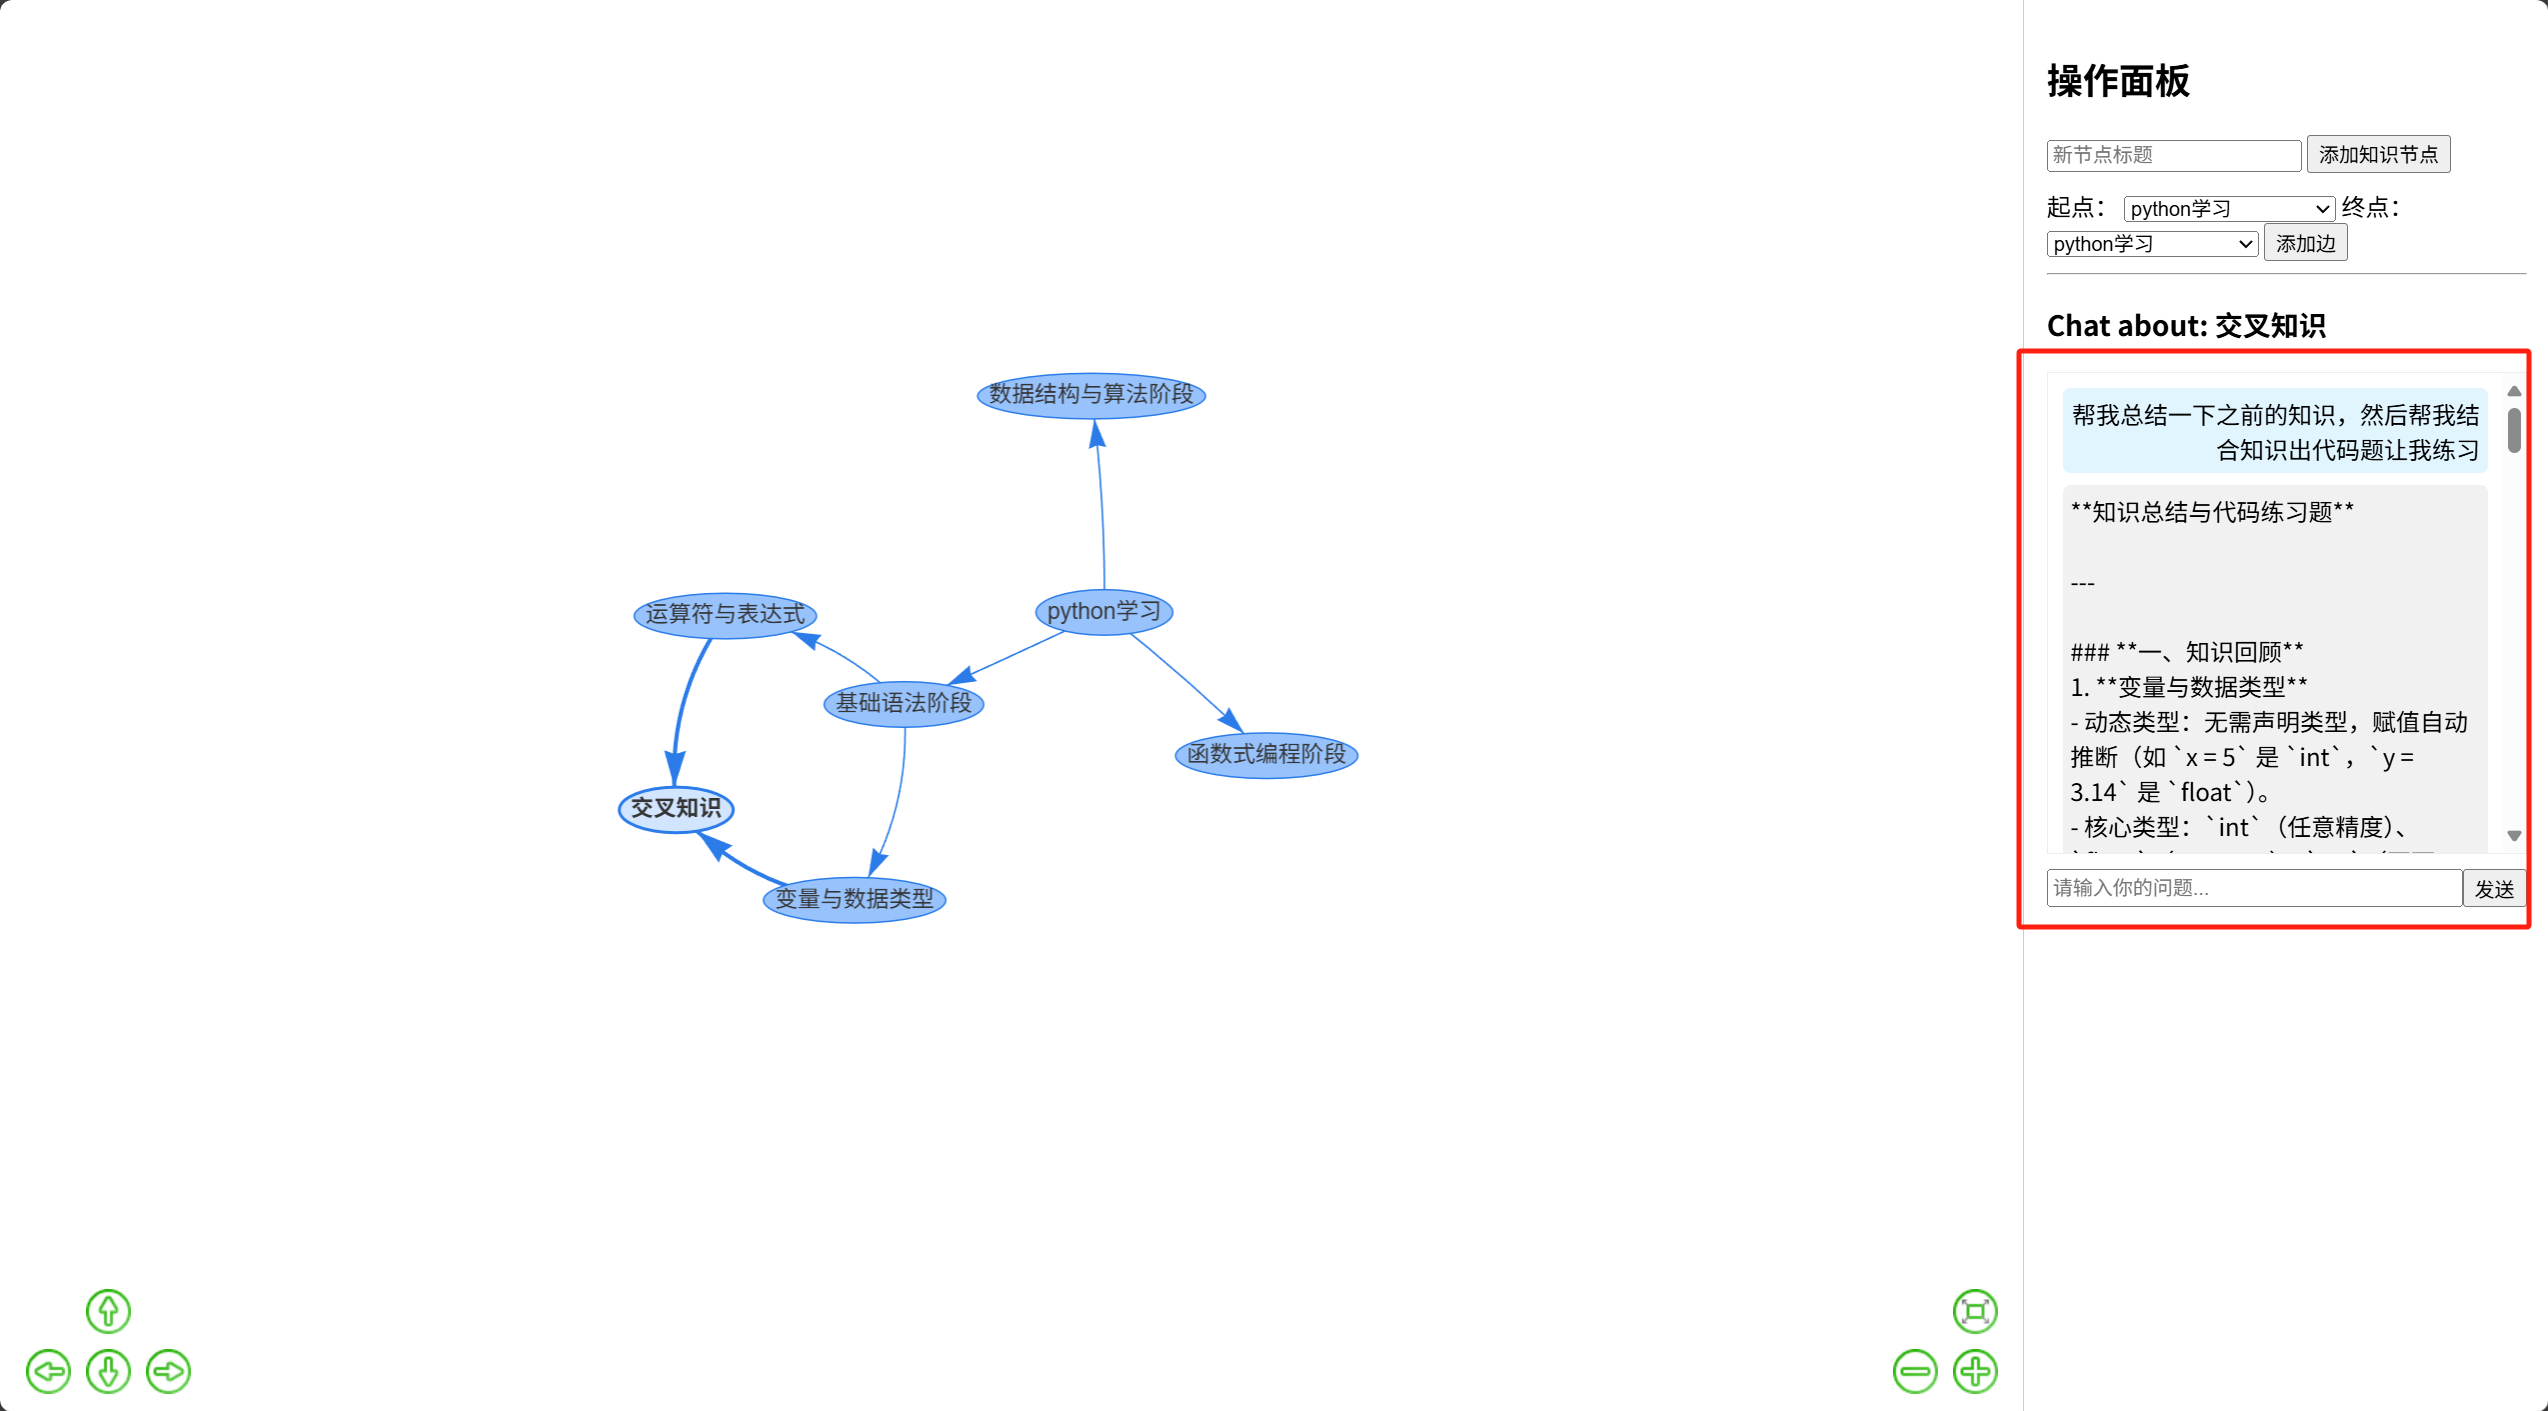 数据结构与算法阶段
运算符与表达式
python学习
基础语法阶段
函数式编程阶段
交叉知识
变量与数据类型
操作面板
新节点标题 添加知识节点
起点： python学习 终点：
python学习 添加边
Chat about: 交叉知识
帮我总结一下之前的知识，然后帮我结
合知识出代码题让我练习
**知识总结与代码练习题**
---
### **一、知识回顾**
1. **变量与数据类型**
- 动态类型：无需声明类型，赋值自动
推断（如 `x = 5` 是 `int`，`y =
3.14` 是 `float`）。
- 核心类型：`int`（任意精度）、
请输入你的问题... 发送